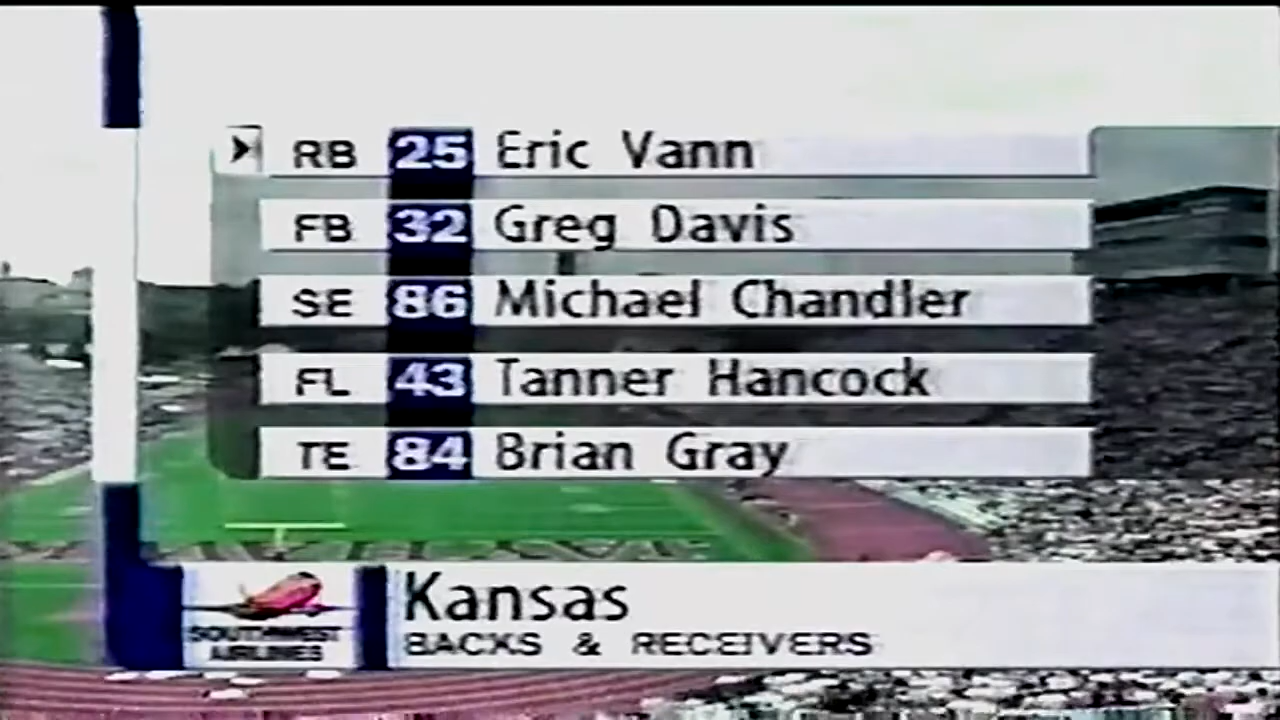 RB 25 Eric Vann
FB 32 Greg Davis
SE 86 Michael Chandler
FL 43 Tanner Hancock
TE 84 Brian Gray
Kansas
BACKS & RECEIVERS
SOUTHWEST
AIRLINES